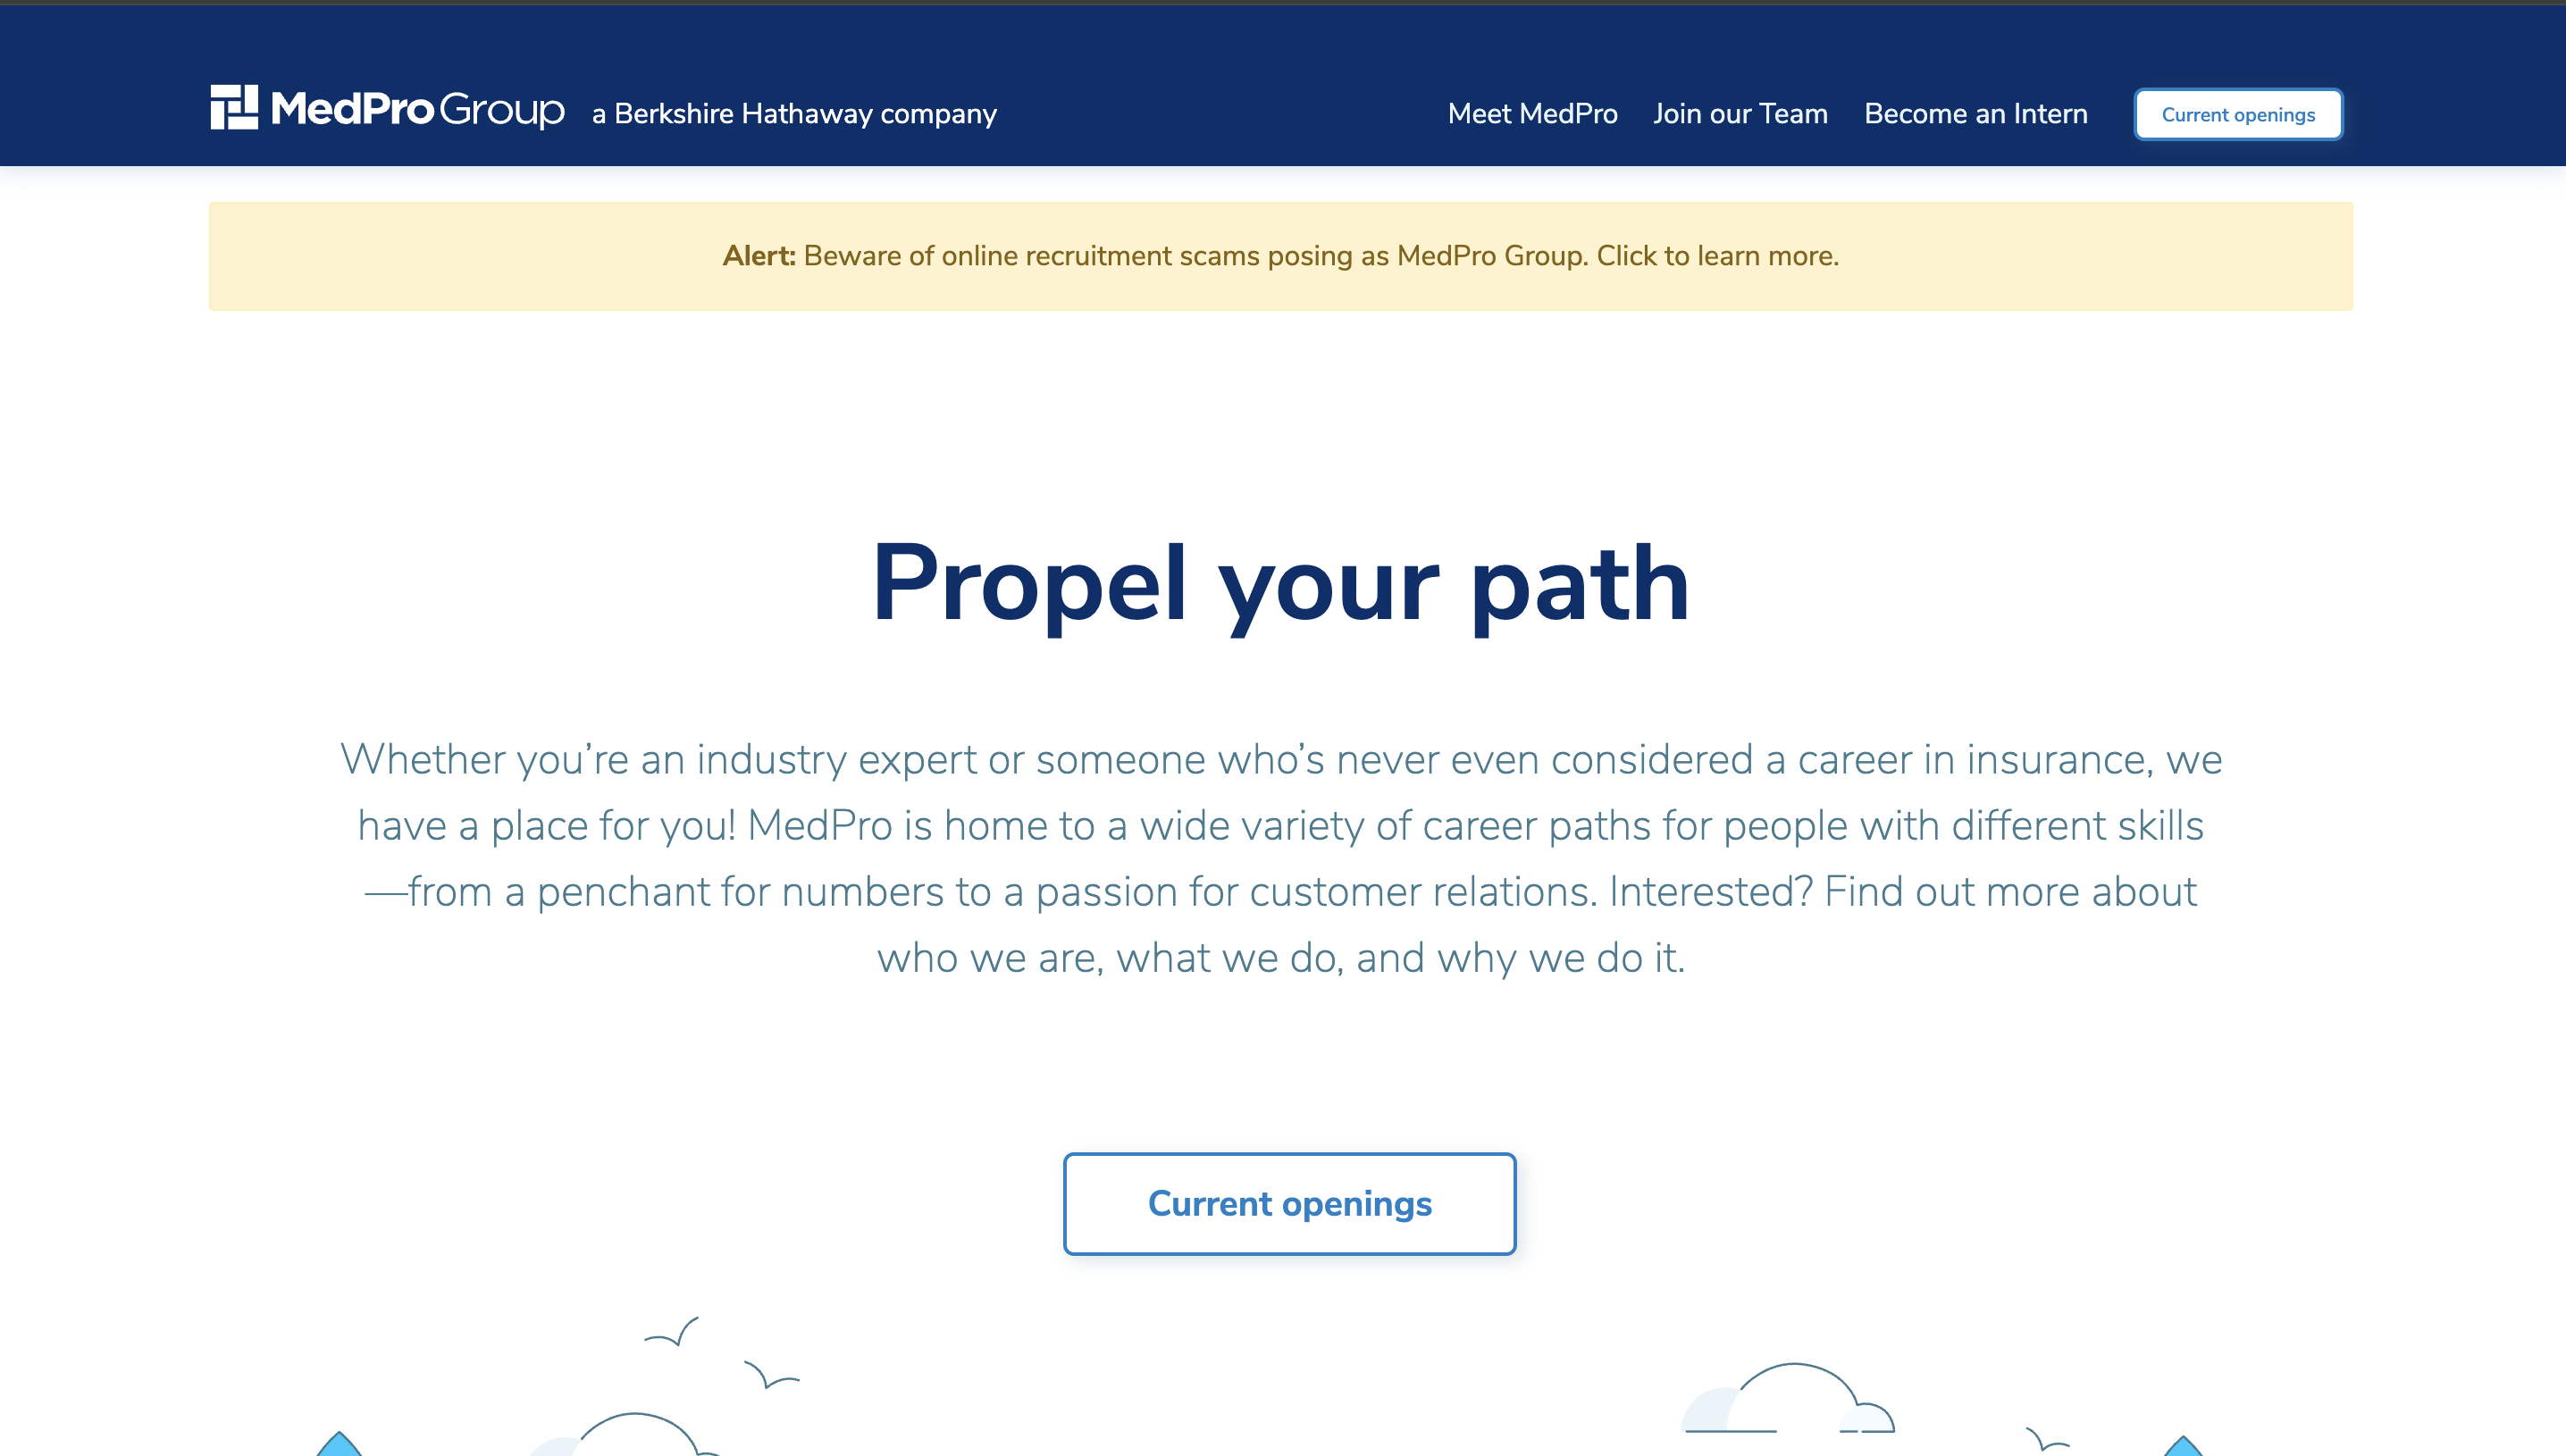 MedPro Group a Berkshire Hathaway company
Meet MedPro Join our Team Become an Intern Current openings
Alert: Beware of online recruitment scams posing as MedPro Group. Click to learn more.
Propel your path
Whether you’re an industry expert or someone who’s never even considered a career in insurance, we
have a place for you! MedPro is home to a wide variety of career paths for people with different skills
—from a penchant for numbers to a passion for customer relations. Interested? Find out more about
who we are, what we do, and why we do it.
Current openings